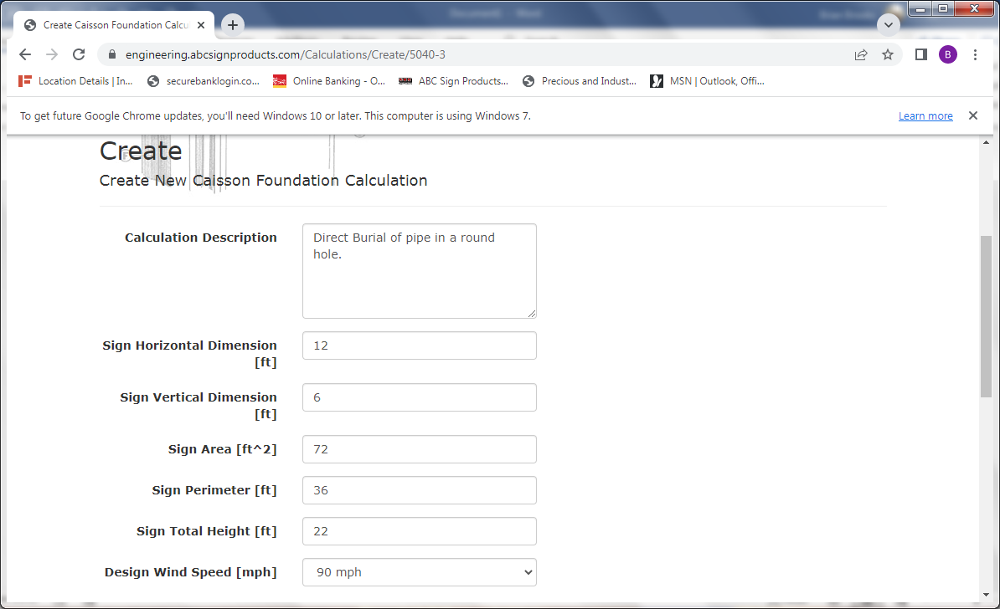 Create Caisson Foundation Calcu
engineering.abcsignproducts.com/Calculations/Create/5040-3
B
Location Details | In...
securebanklogin.co...
Online Banking - O...
ABC Sign Products...
Precious and Indust...
MSN | Outlook, Offi...
To get future Google Chrome updates, you'll need Windows 10 or later. This computer is using Windows 7.
Learn more
Create
Create New Caisson Foundation Calculation
Calculation Description
Direct Burial of pipe in a round
hole.
Sign Horizontal Dimension
[ft]
12
Sign Vertical Dimension
[ft]
6
Sign Area [ft^2]
72
Sign Perimeter [ft]
36
Sign Total Height [ft]
22
Design Wind Speed [mph]
90 mph